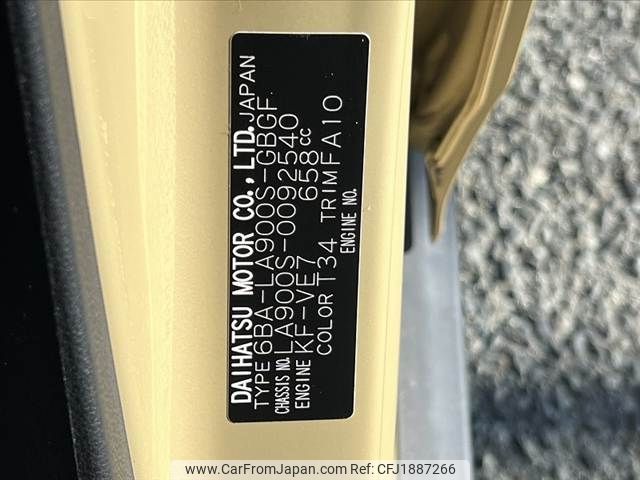 DAIHATSU MOTOR CO., LTD. JAPAN
TYPE 6BA-LA900S-GBGF
CHASSIS NO. LA900S-0092540
ENGINE KF-VE7 658cc
COLOR T34 TRIM FA10
ENGINE NO.
www.CarFromJapan.com | Ref: CFJ1887266